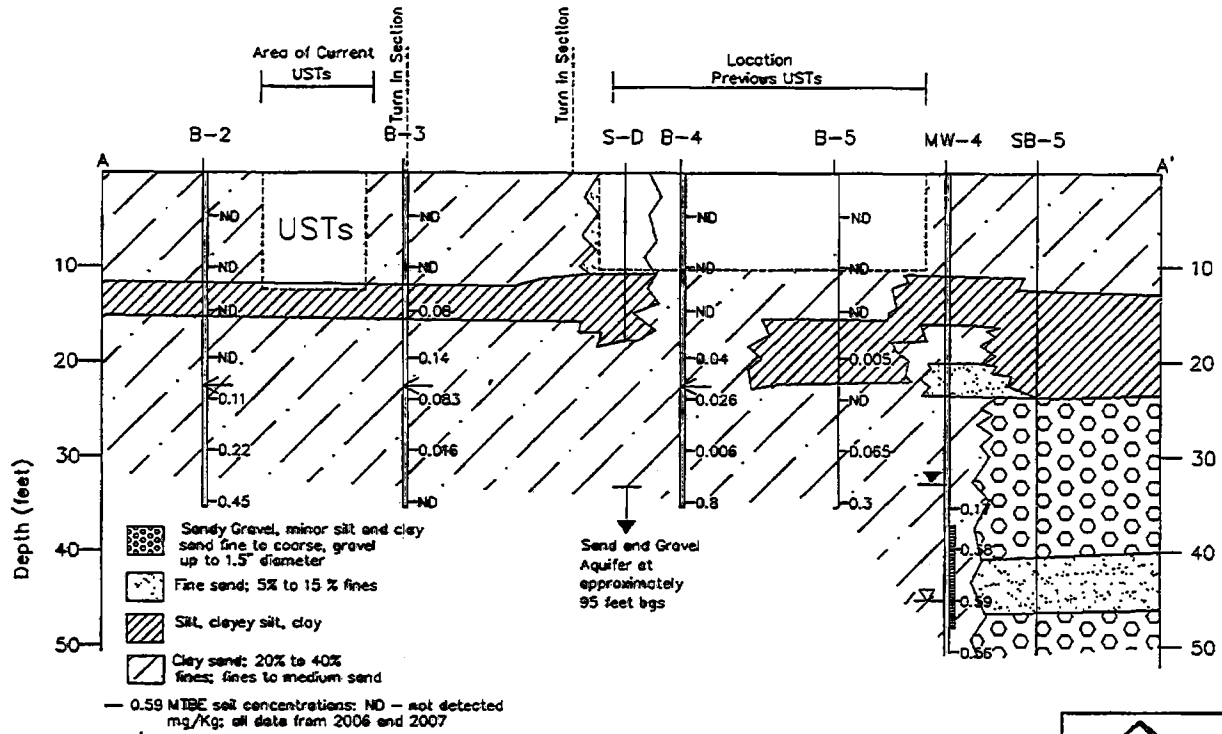 Area of Current
USTs
Turn In Section
Turn In Section
Location
Previous USTs
B-2
B-3
S-D
B-4
B-5
MW-4
SB-5
A
A'
USTs
Depth (feet)
10
20
30
40
50
10
20
30
40
50
ND
ND
ND
ND
0.11
0.22
0.45
ND
ND
0.08
0.14
0.083
0.016
ND
ND
ND
ND
0.04
0.026
0.006
0.8
ND
ND
ND
0.005
ND
0.065
0.3
0.17
0.58
0.59
0.66
Sandy Gravel, minor silt and clay
sand fine to coarse, gravel
up to 1.5" diameter
Fine sand; 5% to 15 % fines
Silt, clayey silt, clay
Clay sand: 20% to 40%
fines; fines to medium sand
— 0.59 MTBE soil concentrations: ND — not detected
mg/Kg; all data from 2006 and 2007
Sand and Gravel
Aquifer at
approximately
95 feet bgs